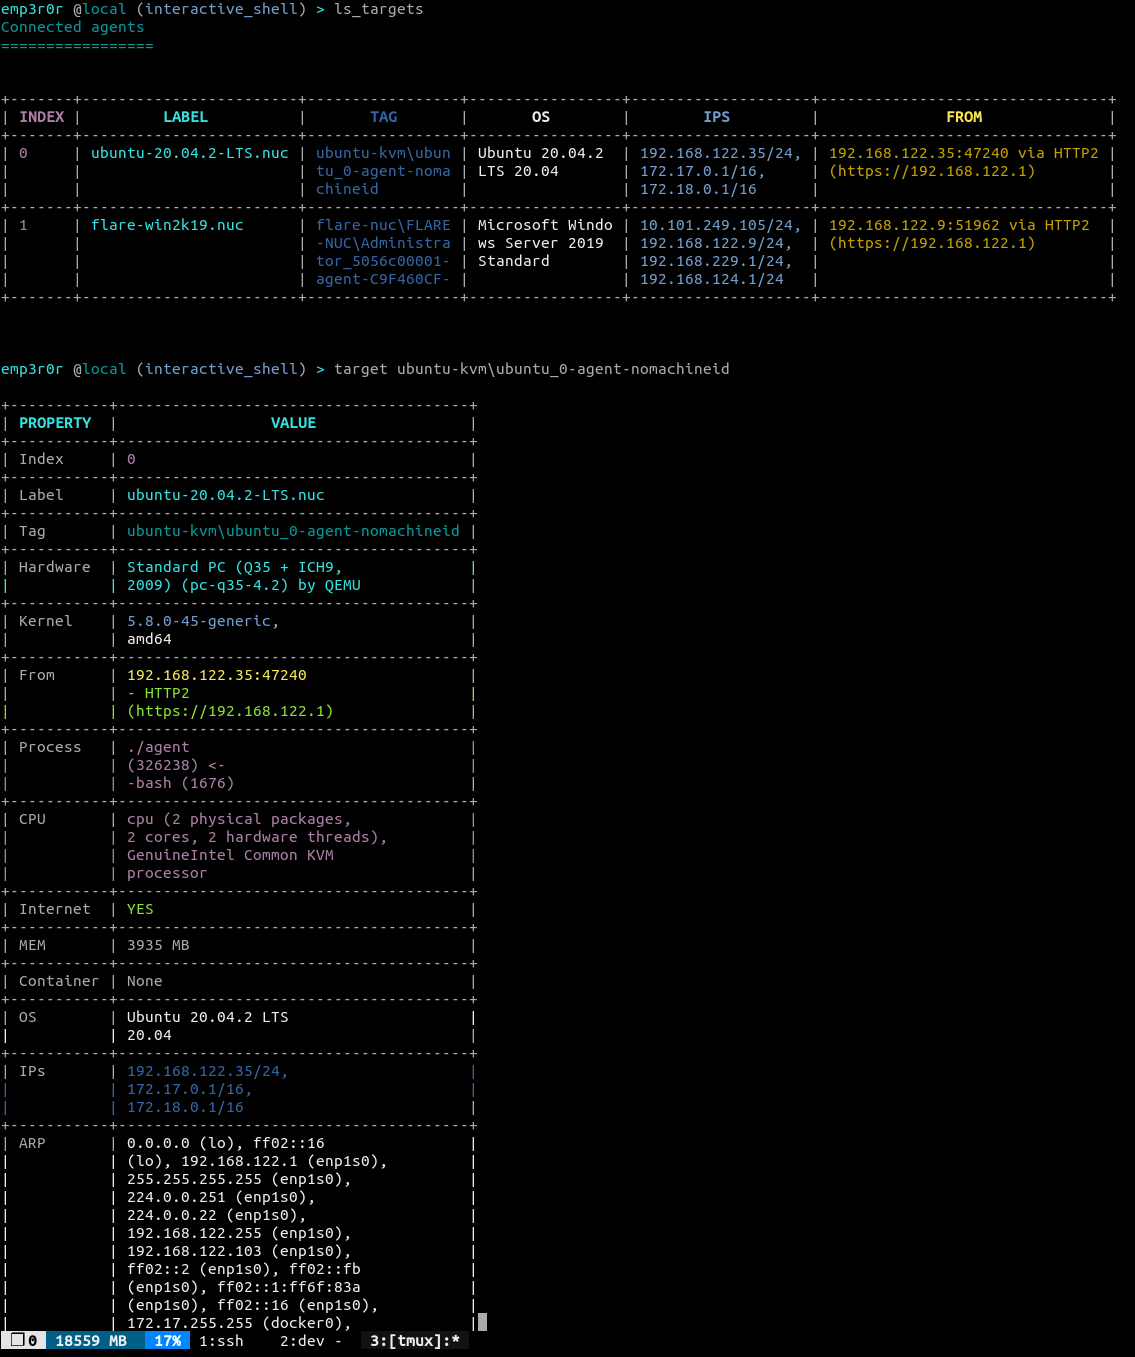 emp3r0r @local (interactive_shell) > ls_targets
Connected agents
=================
+-------+------------------------+-----------------+-----------------+--------------------+--------------------------------+
| INDEX |         LABEL          |       TAG       |       OS        |        IPS         |              FROM              |
+-------+------------------------+-----------------+-----------------+--------------------+--------------------------------+
| 0     | ubuntu-20.04.2-LTS.nuc | ubuntu-kvm\ubun | Ubuntu 20.04.2  | 192.168.122.35/24, | 192.168.122.35:47240 via HTTP2 |
|       |                        | tu_0-agent-noma | LTS 20.04       | 172.17.0.1/16,     | (https://192.168.122.1)        |
|       |                        | chineid         |                 | 172.18.0.1/16      |                                |
+-------+------------------------+-----------------+-----------------+--------------------+--------------------------------+
| 1     | flare-win2k19.nuc      | flare-nuc\FLARE | Microsoft Windo | 10.101.249.105/24, | 192.168.122.9:51962 via HTTP2  |
|       |                        | -NUC\Administra | ws Server 2019  | 192.168.122.9/24,  | (https://192.168.122.1)        |
|       |                        | tor_5056c00001- | Standard        | 192.168.229.1/24,  |                                |
|       |                        | agent-C9F460CF- |                 | 192.168.124.1/24   |                                |
+-------+------------------------+-----------------+-----------------+--------------------+--------------------------------+
emp3r0r @local (interactive_shell) > target ubuntu-kvm\ubuntu_0-agent-nomachineid
+-----------+---------------------------------------+
| PROPERTY  |                 VALUE                 |
+-----------+---------------------------------------+
| Index     | 0                                     |
+-----------+---------------------------------------+
| Label     | ubuntu-20.04.2-LTS.nuc                |
+-----------+---------------------------------------+
| Tag       | ubuntu-kvm\ubuntu_0-agent-nomachineid |
+-----------+---------------------------------------+
| Hardware  | Standard PC (Q35 + ICH9,              |
|           | 2009) (pc-q35-4.2) by QEMU            |
+-----------+---------------------------------------+
| Kernel    | 5.8.0-45-generic,                     |
|           | amd64                                 |
+-----------+---------------------------------------+
| From      | 192.168.122.35:47240                  |
|           | - HTTP2                               |
|           | (https://192.168.122.1)               |
+-----------+---------------------------------------+
| Process   | ./agent                               |
|           | (326238) <-                           |
|           | -bash (1676)                          |
+-----------+---------------------------------------+
| CPU       | cpu (2 physical packages,             |
|           | 2 cores, 2 hardware threads),         |
|           | GenuineIntel Common KVM               |
|           | processor                             |
+-----------+---------------------------------------+
| Internet  | YES                                   |
+-----------+---------------------------------------+
| MEM       | 3935 MB                               |
+-----------+---------------------------------------+
| Container | None                                  |
+-----------+---------------------------------------+
| OS        | Ubuntu 20.04.2 LTS                    |
|           | 20.04                                 |
+-----------+---------------------------------------+
| IPs       | 192.168.122.35/24,                    |
|           | 172.17.0.1/16,                        |
|           | 172.18.0.1/16                         |
+-----------+---------------------------------------+
| ARP       | 0.0.0.0 (lo), ff02::16                |
|           | (lo), 192.168.122.1 (enp1s0),         |
|           | 255.255.255.255 (enp1s0),             |
|           | 224.0.0.251 (enp1s0),                 |
|           | 224.0.0.22 (enp1s0),                  |
|           | 192.168.122.255 (enp1s0),             |
|           | 192.168.122.103 (enp1s0),             |
|           | ff02::2 (enp1s0), ff02::fb            |
|           | (enp1s0), ff02::1:ff6f:83a            |
|           | (enp1s0), ff02::16 (enp1s0),          |
|           | 172.17.255.255 (docker0),             |
❐ 0  18559 MB  17%  1:ssh    2:dev -   3:[tmux]:*